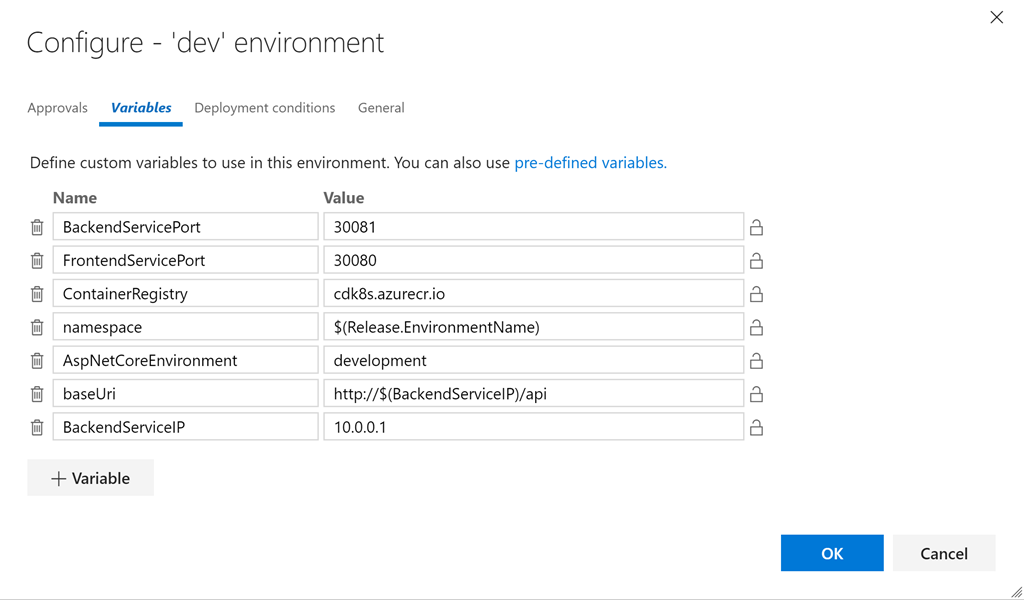 Configure - 'dev' environment
Approvals Variables Deployment conditions General
Define custom variables to use in this environment. You can also use pre-defined variables.
Name Value
BackendServicePort 30081
FrontendServicePort 30080
ContainerRegistry cdk8s.azurecr.io
namespace $(Release.EnvironmentName)
AspNetCoreEnvironment development
baseUri http://$(BackendServiceIP)/api
BackendServiceIP 10.0.0.1
+ Variable
OK Cancel